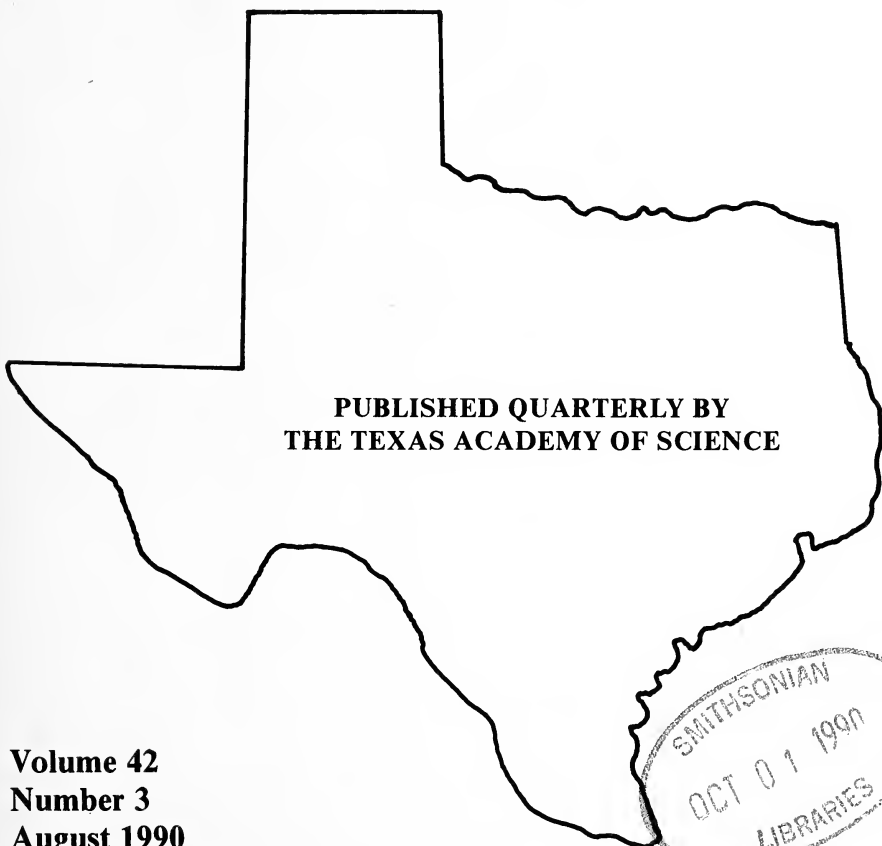 PUBLISHED QUARTERLY BY
THE TEXAS ACADEMY OF SCIENCE
SMITHSONIAN
OCT 01 1990
LIBRARIES
Volume 42
Number 3
August 1990